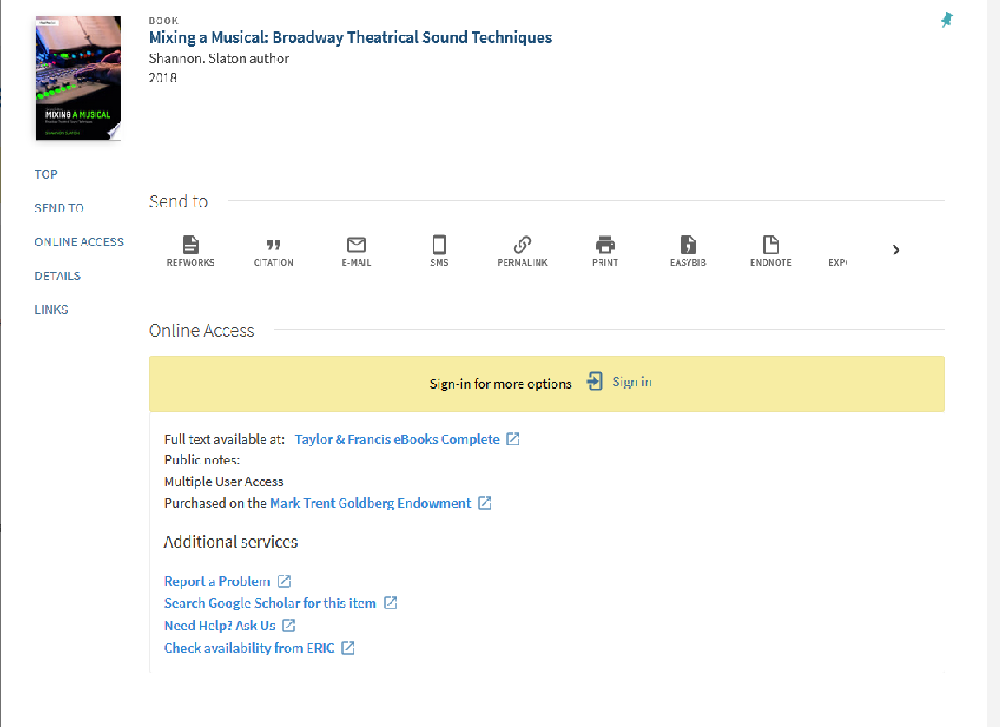 BOOK
Mixing a Musical: Broadway Theatrical Sound Techniques
Shannon. Slaton author
2018
MIXING A MUSICAL
Broadway Theatrical Sound Techniques
SHANNON SLATON
TOP
SEND TO
ONLINE ACCESS
DETAILS
LINKS
Send to
REFWORKS
CITATION
E-MAIL
SMS
PERMALINK
PRINT
EASYBIB
ENDNOTE
EXP
Online Access
Sign-in for more options Sign in
Full text available at: Taylor & Francis eBooks Complete
Public notes:
Multiple User Access
Purchased on the Mark Trent Goldberg Endowment
Additional services
Report a Problem
Search Google Scholar for this item
Need Help? Ask Us
Check availability from ERIC